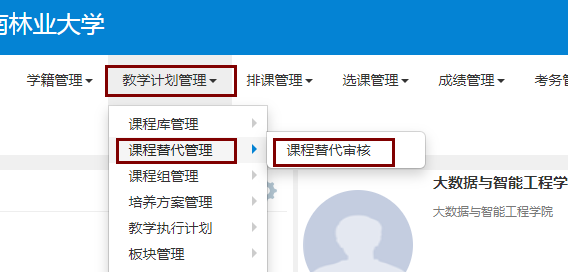 南林业大学
学籍管理 教学计划管理 排课管理 选课管理 成绩管理 考务管
课程库管理
课程替代管理 课程替代审核
课程组管理
培养方案管理 大数据与智能工程学
教学执行计划 大数据与智能工程学院
板块管理